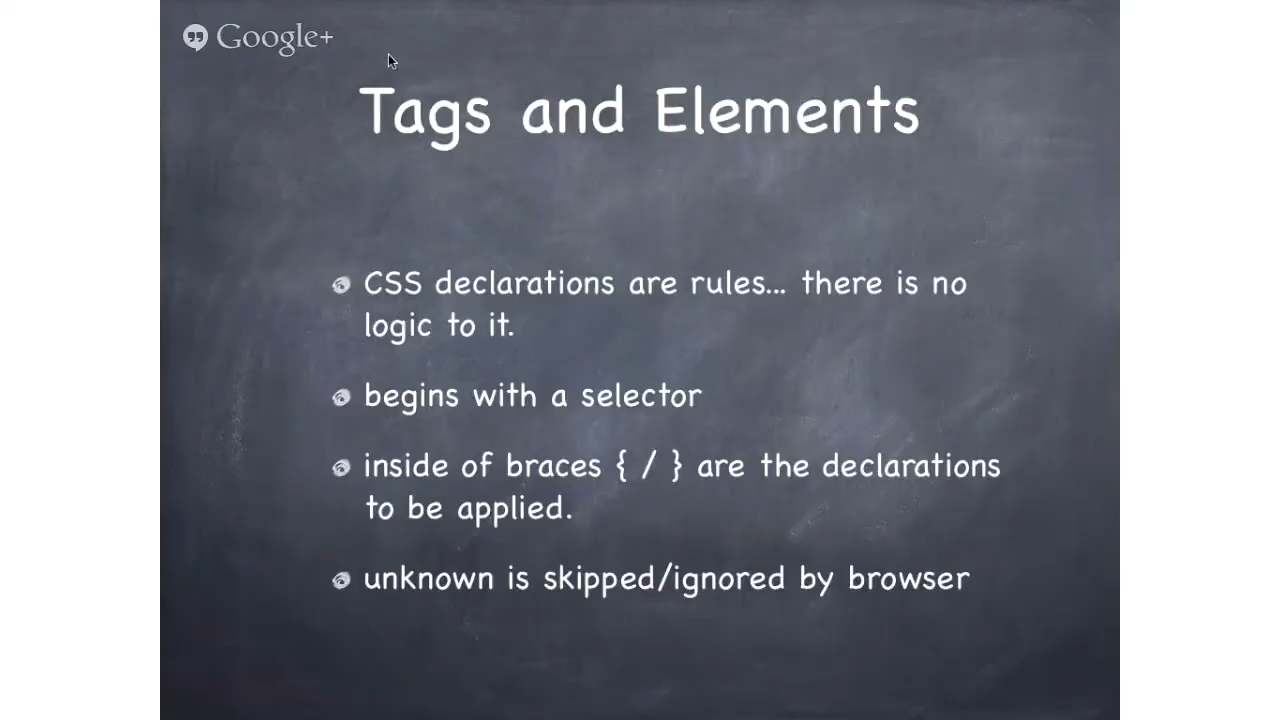 Google+
Tags and Elements
CSS declarations are rules... there is no
logic to it.
begins with a selector
inside of braces { / } are the declarations
to be applied.
unknown is skipped/ignored by browser